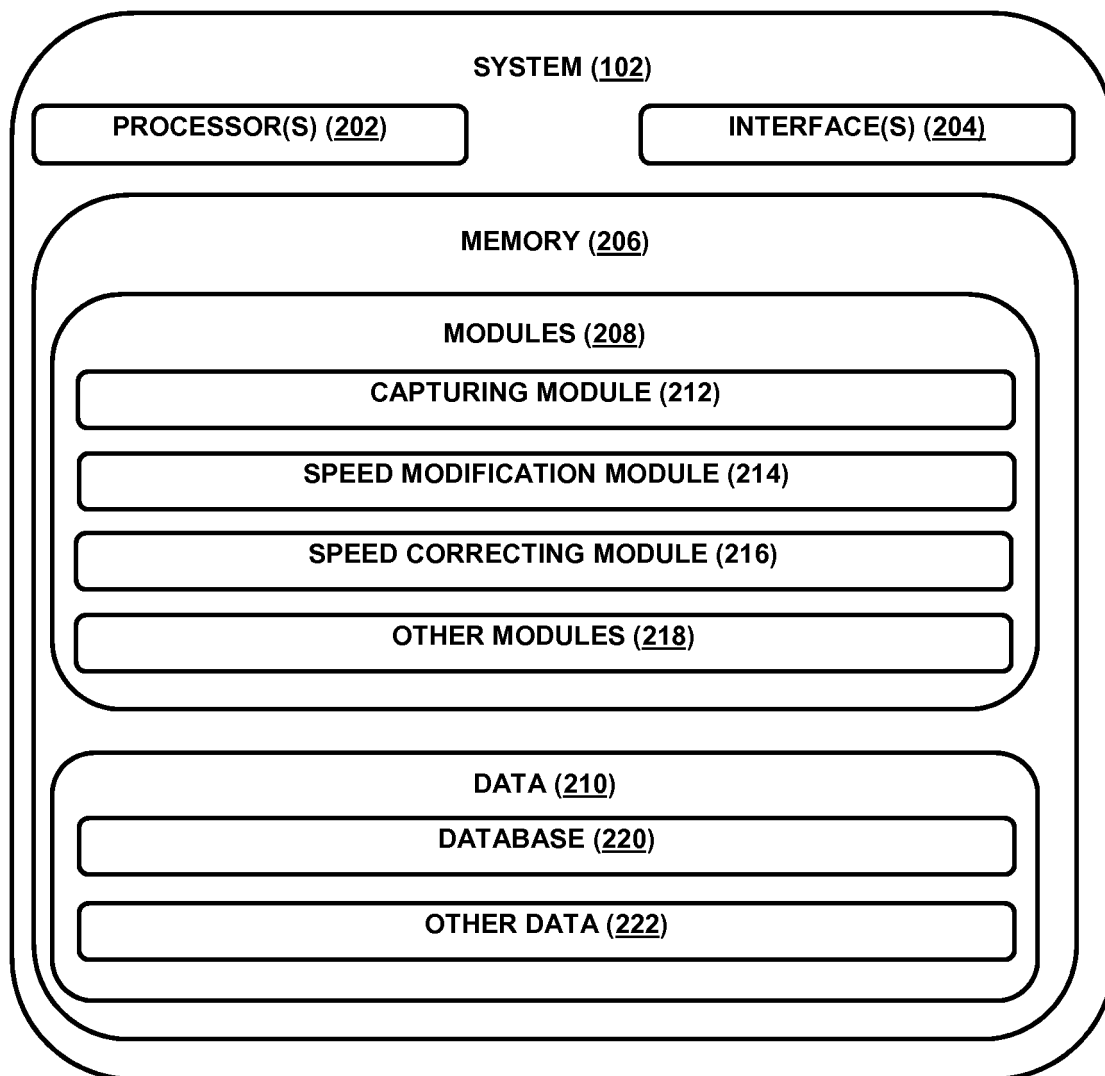 SYSTEM (102)
PROCESSOR(S) (202)
INTERFACE(S) (204)
MEMORY (206)
MODULES (208)
CAPTURING MODULE (212)
SPEED MODIFICATION MODULE (214)
SPEED CORRECTING MODULE (216)
OTHER MODULES (218)
DATA (210)
DATABASE (220)
OTHER DATA (222)